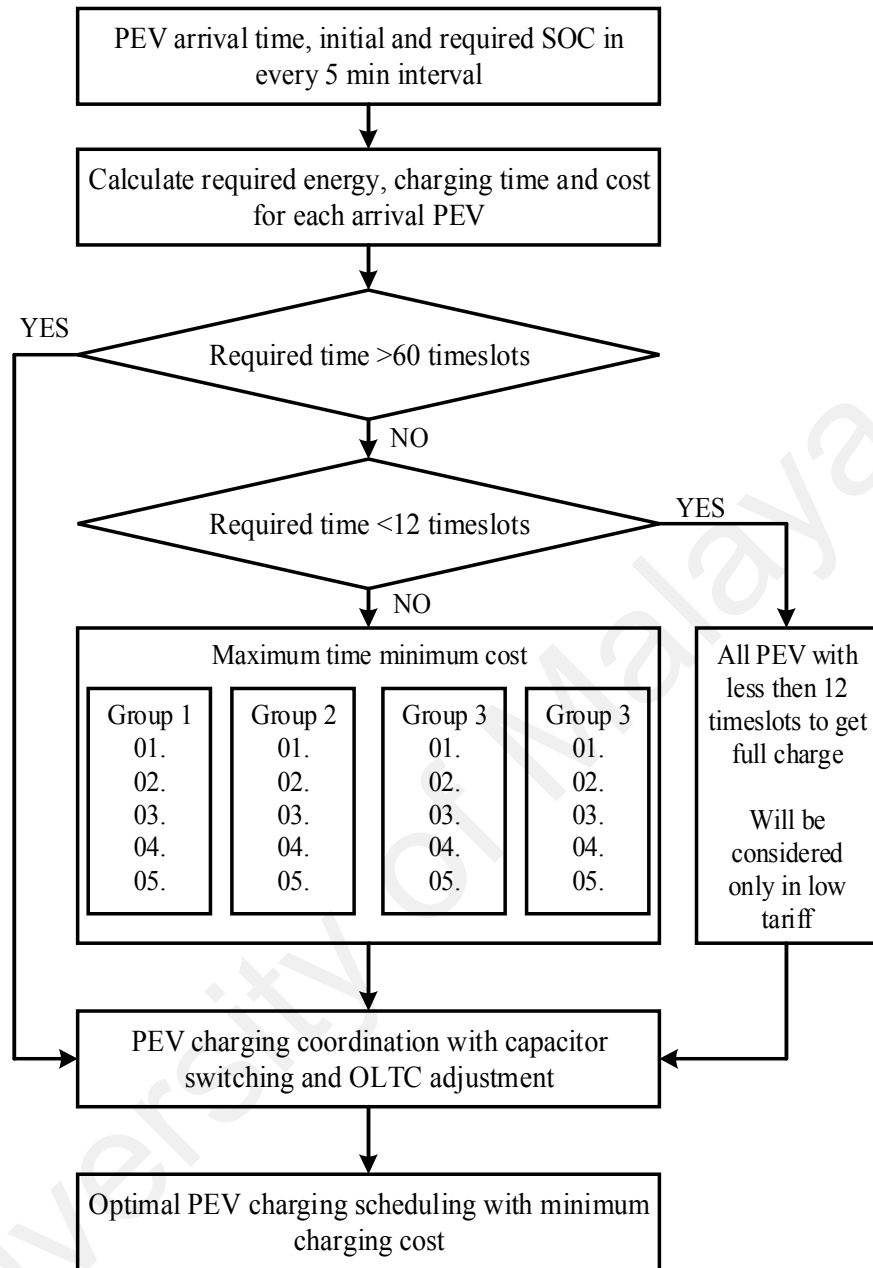 PEV arrival time, initial and required SOC in
every 5 min interval
Calculate required energy, charging time and cost
for each arrival PEV
YES
Required time >60 timeslots
NO
Required time <12 timeslots
YES
NO
Maximum time minimum cost
Group 1
01.
02.
03.
04.
05.
Group 2
01.
02.
03.
04.
05.
Group 3
01.
02.
03.
04.
05.
Group 3
01.
02.
03.
04.
05.
All PEV with
less then 12
timeslots to get
full charge
Will be
considered
only in low
tariff
PEV charging coordination with capacitor
switching and OLTC adjustment
Optimal PEV charging scheduling with minimum
charging cost
of Malaya